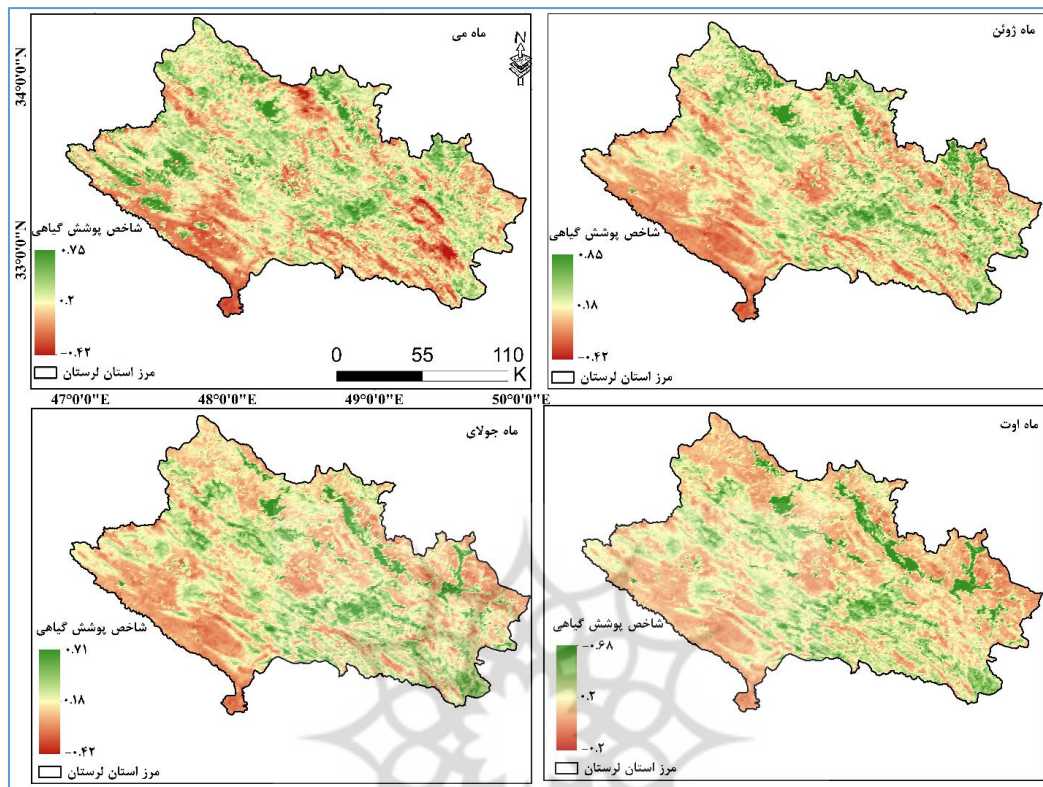 ماه می
N
34°0'0"N
33°0'0"N
شاخص پوشش گیاهی
۰.۷۵
۰.۲
−۰.۴۲
مرز استان لرستان
0 55 110
K
47°0'0"E 48°0'0"E 49°0'0"E 50°0'0"E
ماه ژوئن
شاخص پوشش گیاهی
۰.۸۵
۰.۱۸
−۰.۴۲
مرز استان لرستان
ماه جولای
شاخص پوشش گیاهی
۰.۷۱
۰.۱۸
−۰.۴۲
مرز استان لرستان
ماه اوت
شاخص پوشش گیاهی
−۰.۶۸
۰.۲
−۰.۲
مرز استان لرستان